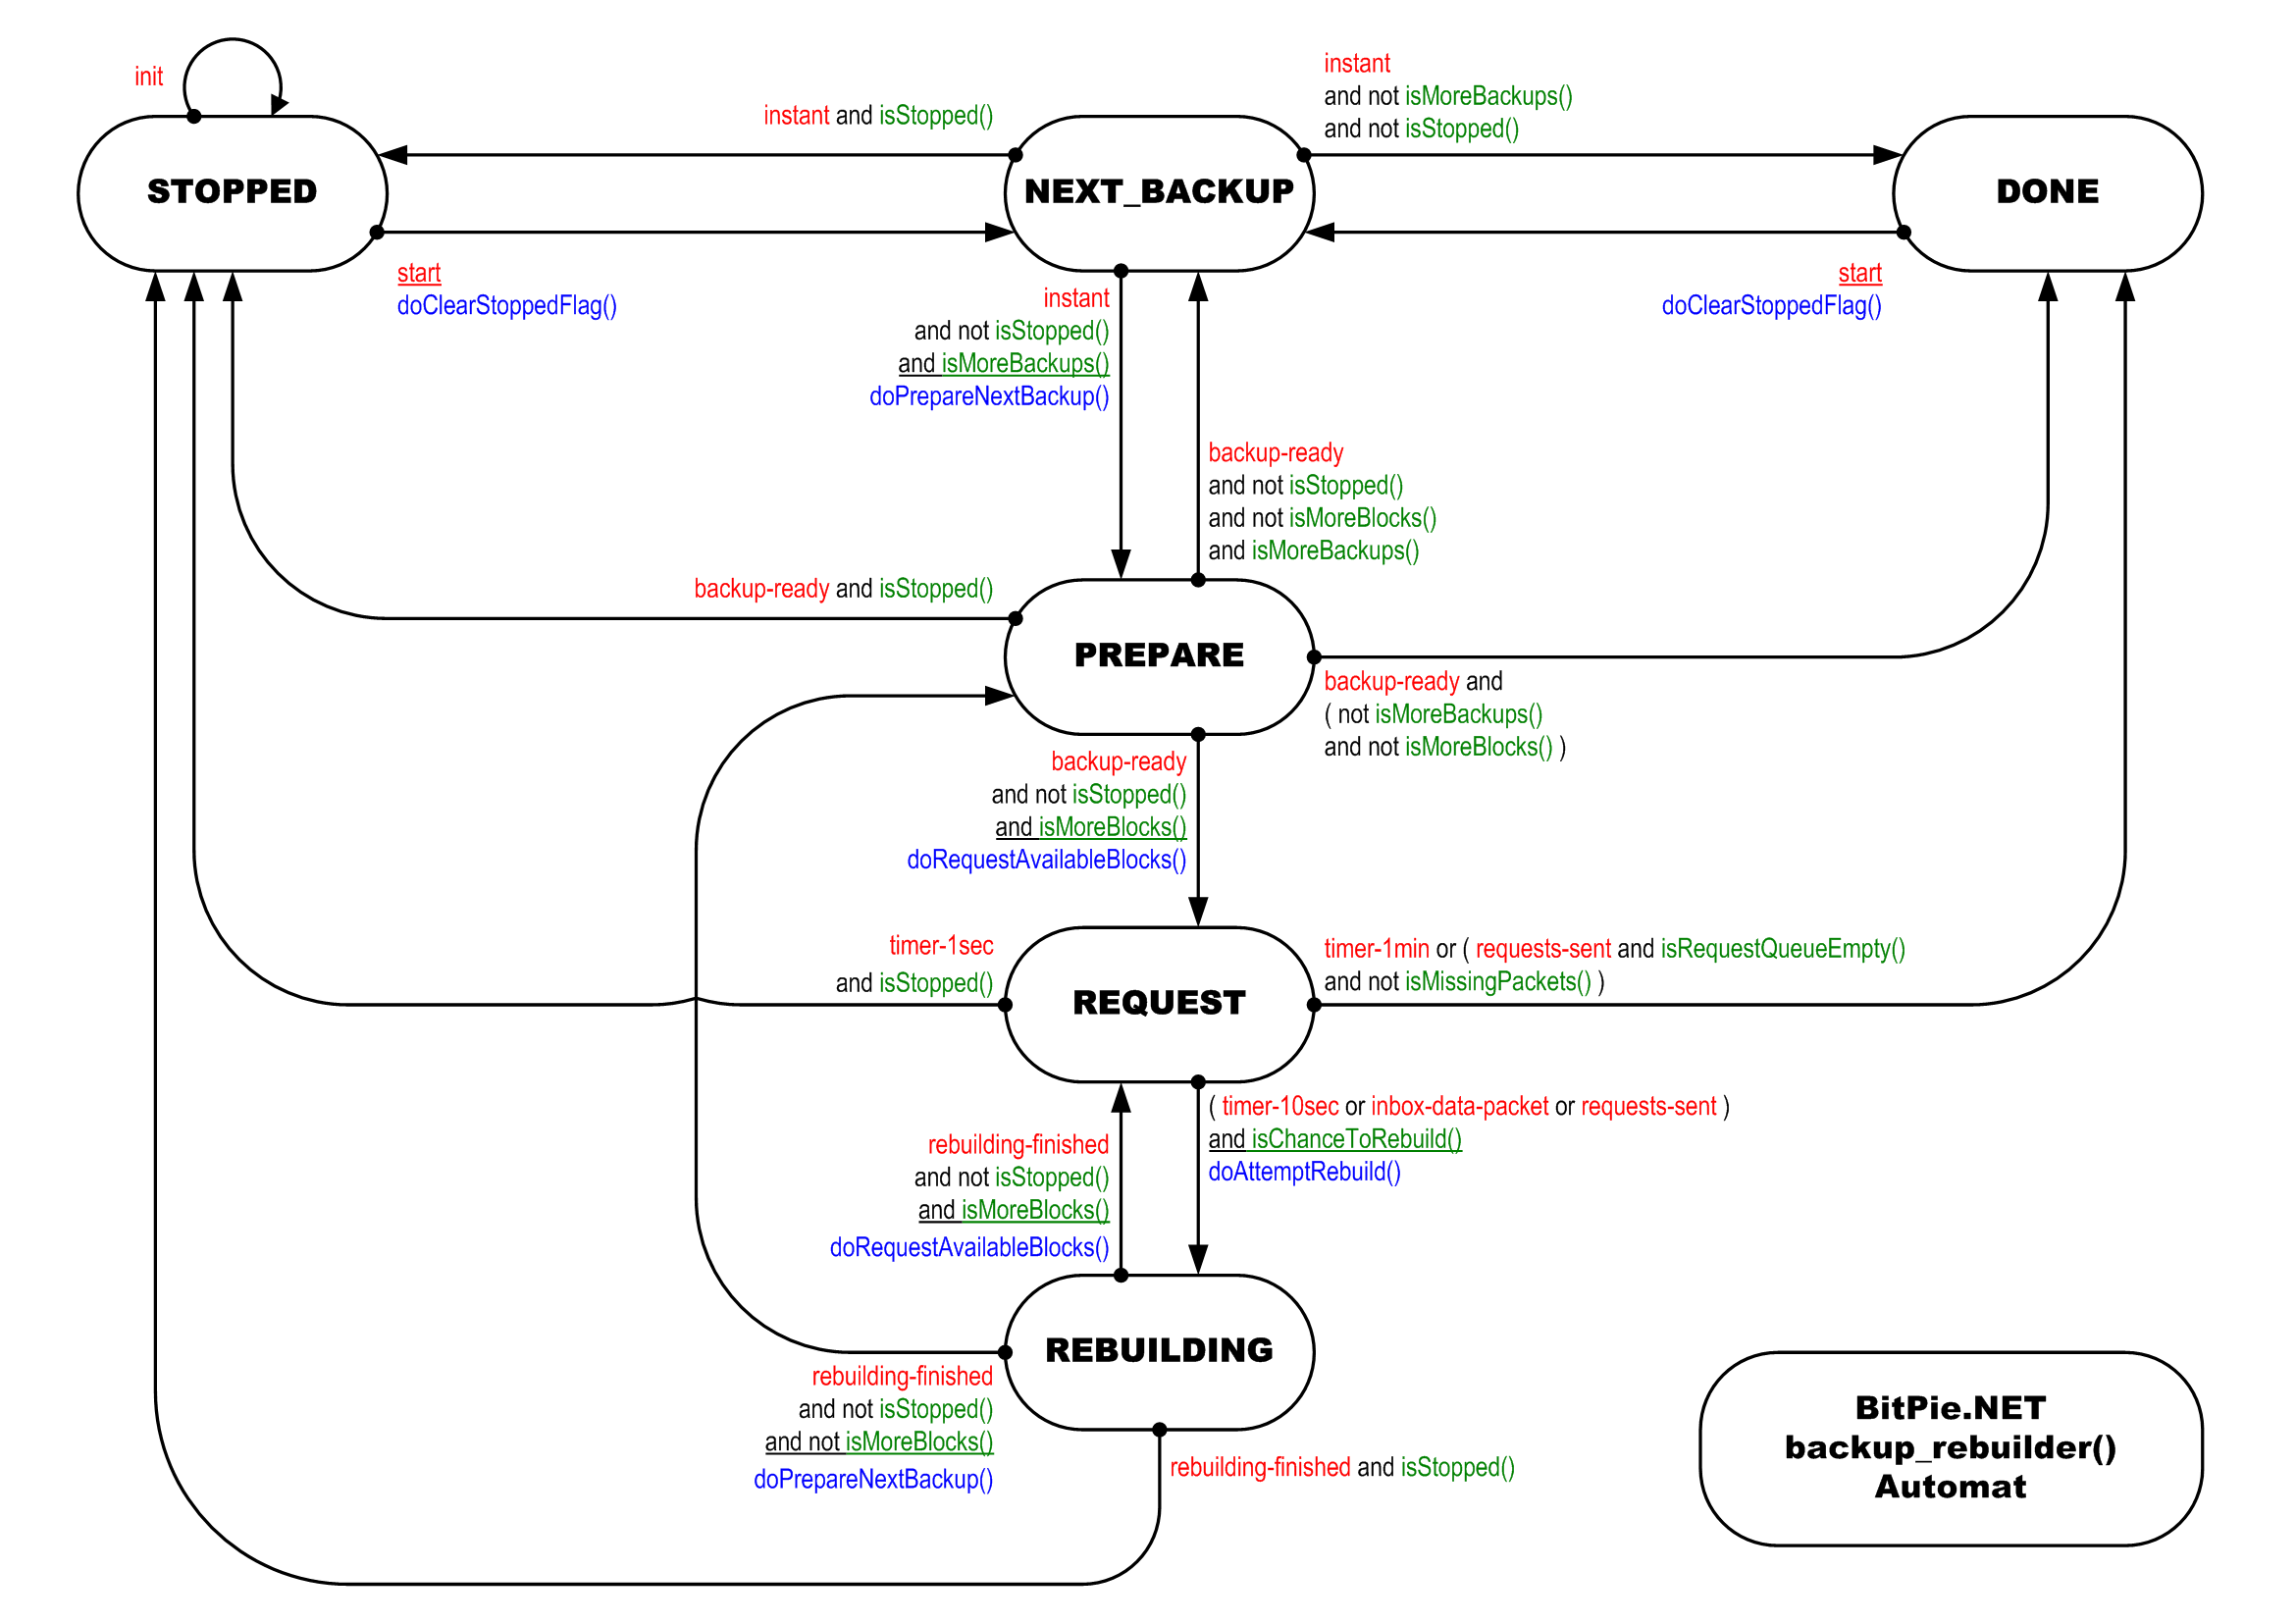 init
instant and isStopped()
instant
and not isMoreBackups()
and not isStopped()
STOPPED
NEXT_BACKUP
DONE
start
doClearStoppedFlag()
instant
and not isStopped()
and isMoreBackups()
doPrepareNextBackup()
start
doClearStoppedFlag()
backup-ready
and not isStopped()
and not isMoreBlocks()
and isMoreBackups()
backup-ready and isStopped()
PREPARE
backup-ready and
( not isMoreBackups()
and not isMoreBlocks() )
backup-ready
and not isStopped()
and isMoreBlocks()
doRequestAvailableBlocks()
timer-1sec
and isStopped()
REQUEST
timer-1min or ( requests-sent and isRequestQueueEmpty()
and not isMissingPackets() )
( timer-10sec or inbox-data-packet or requests-sent )
and isChanceToRebuild()
doAttemptRebuild()
rebuilding-finished
and not isStopped()
and isMoreBlocks()
doRequestAvailableBlocks()
REBUILDING
rebuilding-finished
and not isStopped()
and not isMoreBlocks()
doPrepareNextBackup()
rebuilding-finished and isStopped()
BitPie.NET
backup_rebuilder()
Automat